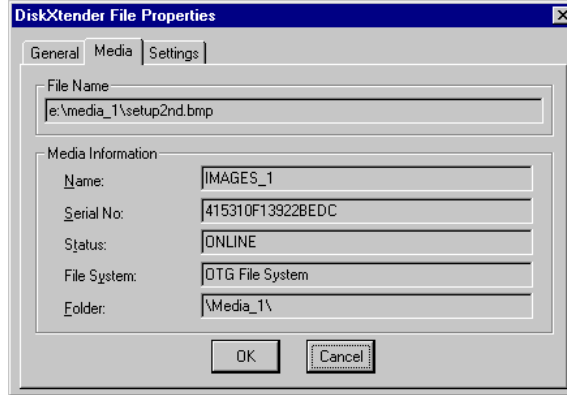 DiskXtender File Properties
General Media Settings
File Name
e:\media_1\setup2nd.bmp
Media Information
Name: IMAGES_1
Serial No: 415310F13922BEDC
Status: ONLINE
File System: OTG File System
Folder: \Media_1\
OK Cancel